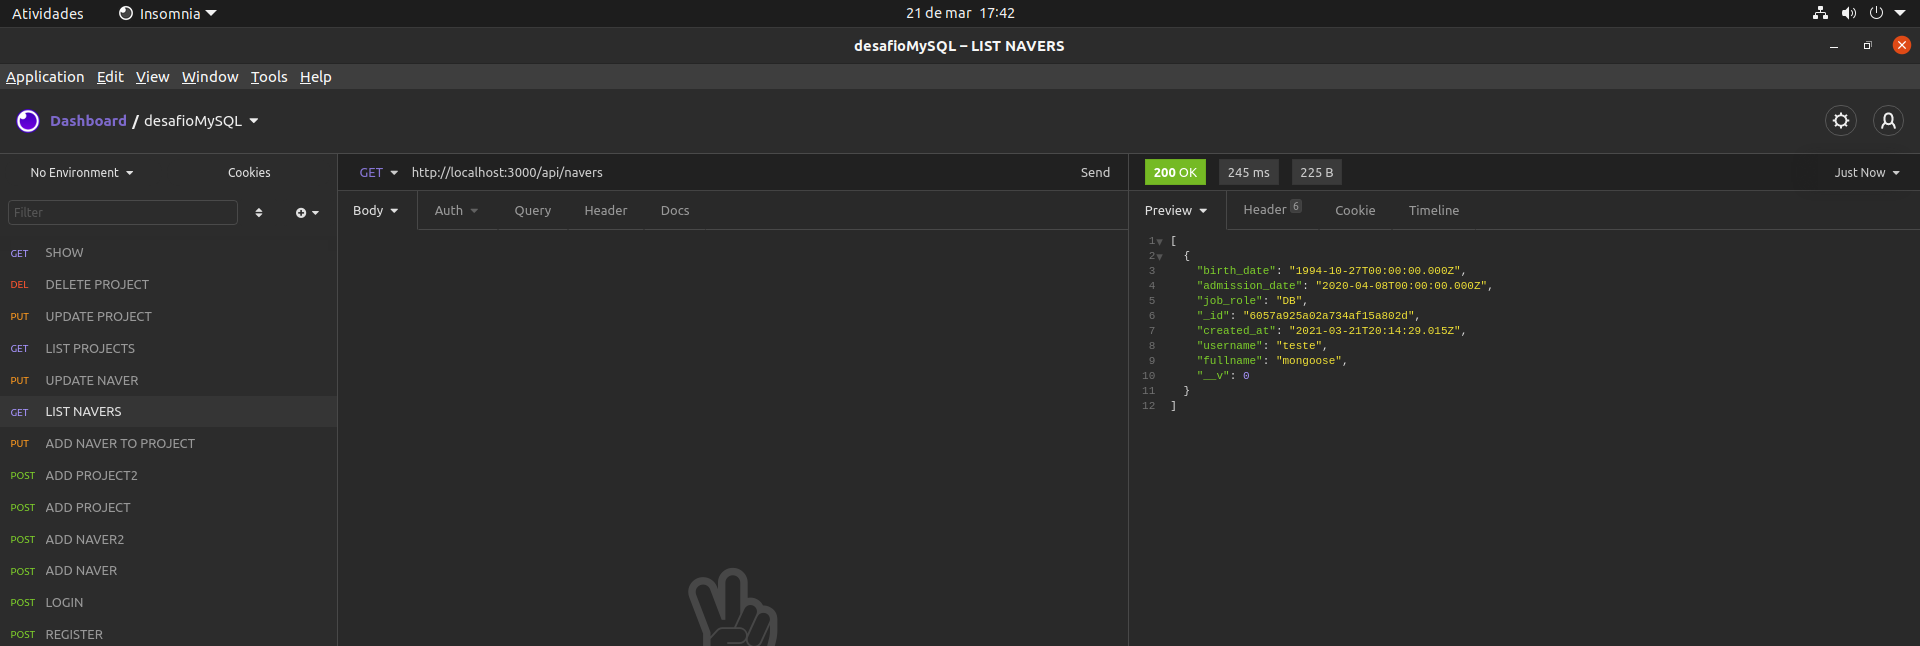 Atividades Insomnia 21 de mar 17:42
desafioMySQL – LIST NAVERS
Application Edit View Window Tools Help
Dashboard / desafioMySQL
No Environment Cookies
Filter
GET SHOW
DEL DELETE PROJECT
PUT UPDATE PROJECT
GET LIST PROJECTS
PUT UPDATE NAVER
GET LIST NAVERS
PUT ADD NAVER TO PROJECT
POST ADD PROJECT2
POST ADD PROJECT
POST ADD NAVER2
POST ADD NAVER
POST LOGIN
POST REGISTER
GET http://localhost:3000/api/navers Send
Body Auth Query Header Docs
200 OK 245 ms 225 B Just Now
Preview Header 6 Cookie Timeline
1 [
2 {
3 "birth_date": "1994-10-27T00:00:00.000Z",
4 "admission_date": "2020-04-08T00:00:00.000Z",
5 "job_role": "DB",
6 "_id": "6057a925a02a734af15a802d",
7 "created_at": "2021-03-21T20:14:29.015Z",
8 "username": "teste",
9 "fullname": "mongoose",
10 "__v": 0
11 }
12 ]